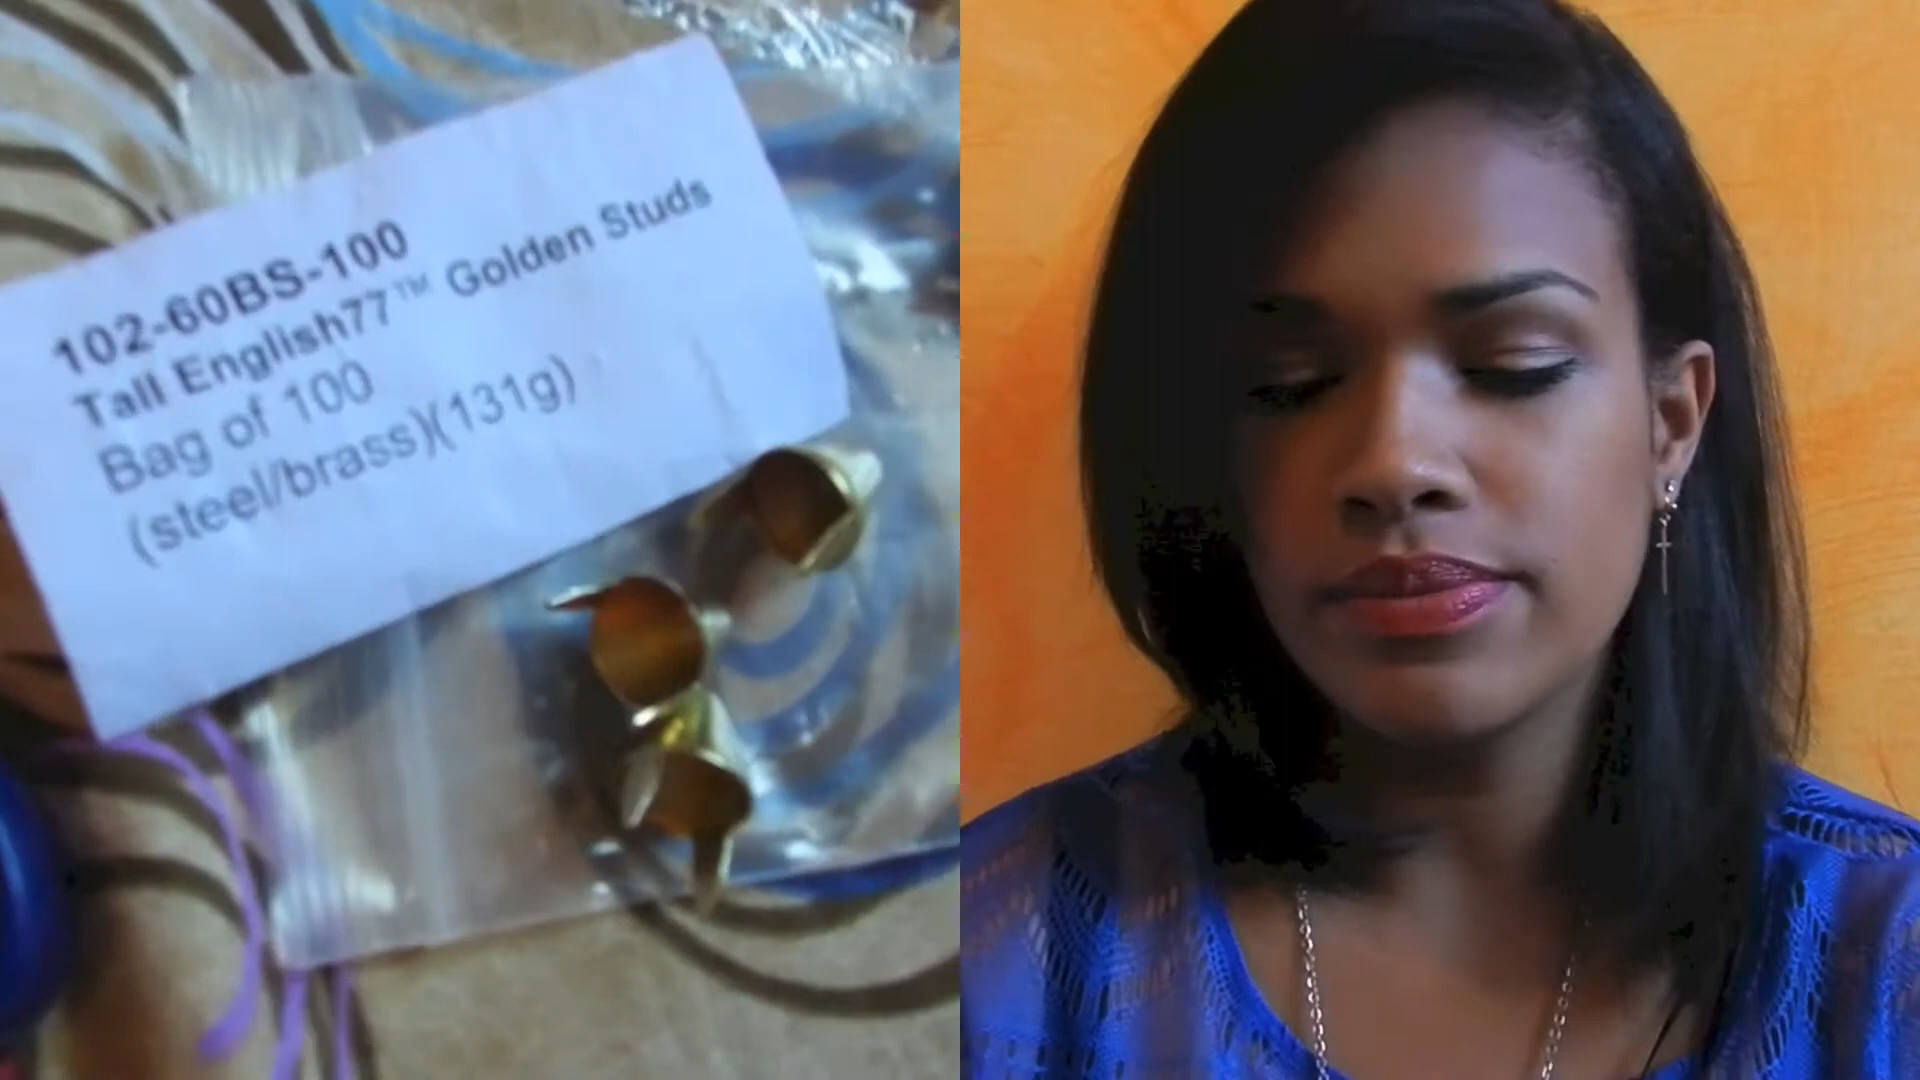 102-60BS-100
Tall English77™ Golden Studs
Bag of 100
(steel/brass)(131g)